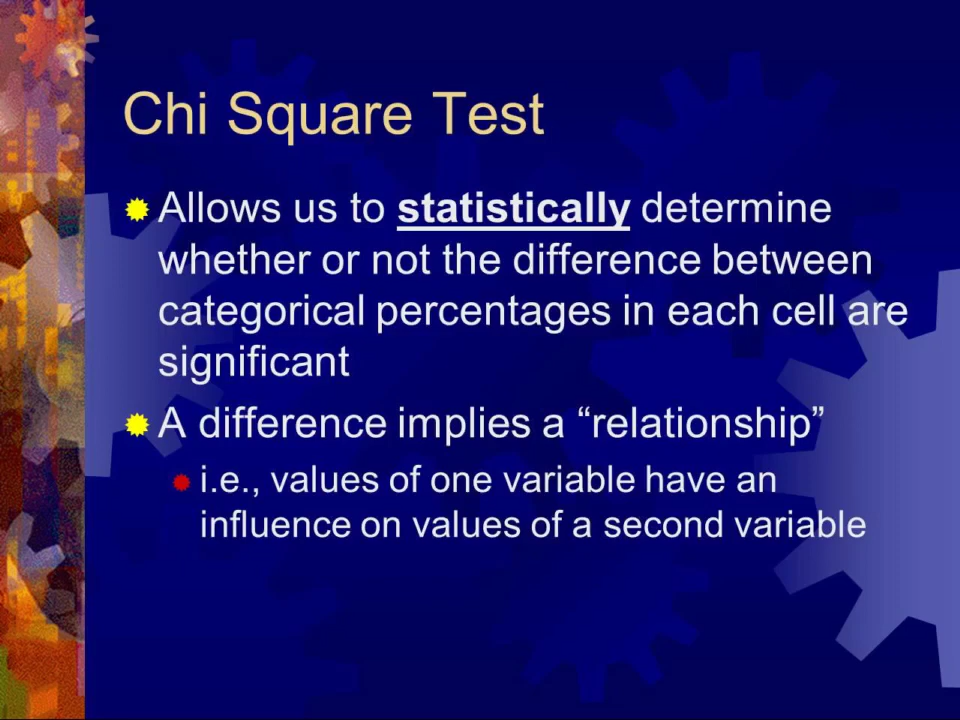 Chi Square Test
Allows us to statistically determine
whether or not the difference between
categorical percentages in each cell are
significant
A difference implies a “relationship”
i.e., values of one variable have an
influence on values of a second variable